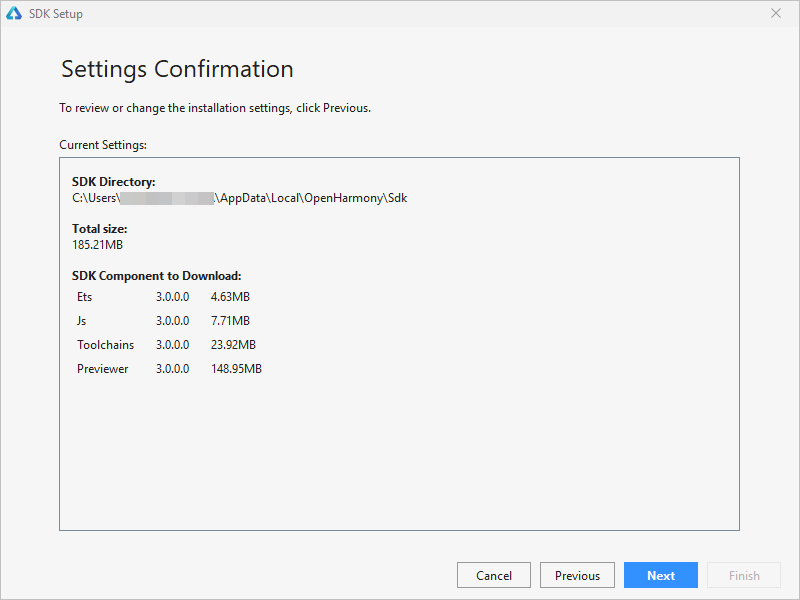 SDK Setup
Settings Confirmation
To review or change the installation settings, click Previous.
Current Settings:
SDK Directory:
C:\Users\ \AppData\Local\OpenHarmony\Sdk
Total size:
185.21MB
SDK Component to Download:
Ets 3.0.0.0 4.63MB
Js 3.0.0.0 7.71MB
Toolchains 3.0.0.0 23.92MB
Previewer 3.0.0.0 148.95MB
Cancel Previous Next Finish